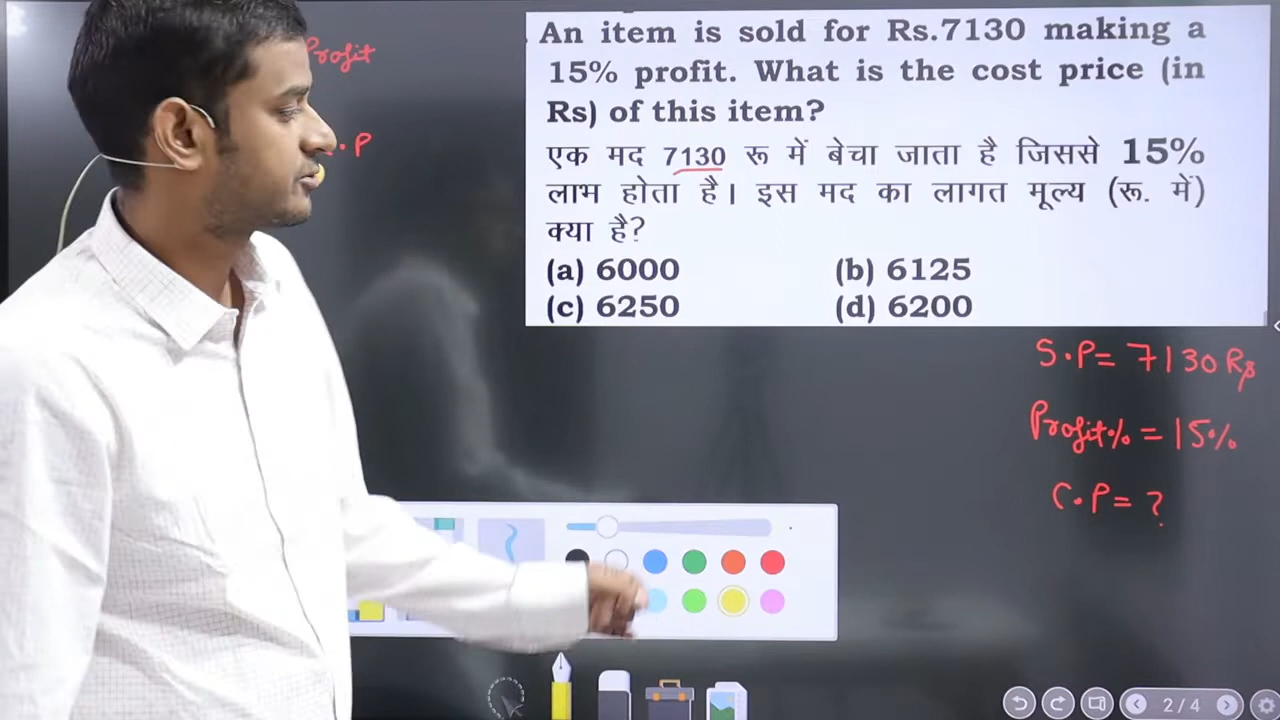 Profit
.P
An item is sold for Rs.7130 making a
15% profit. What is the cost price (in
Rs) of this item?
एक मद 7130 रू में बेचा जाता है जिससे 15%
लाभ होता है। इस मद का लागत मूल्य (रू. में)
क्या है?
(a) 6000 (b) 6125
(c) 6250 (d) 6200
S.P= 7130 Rs
Profit% = 15%
C.P= ?
2 / 4